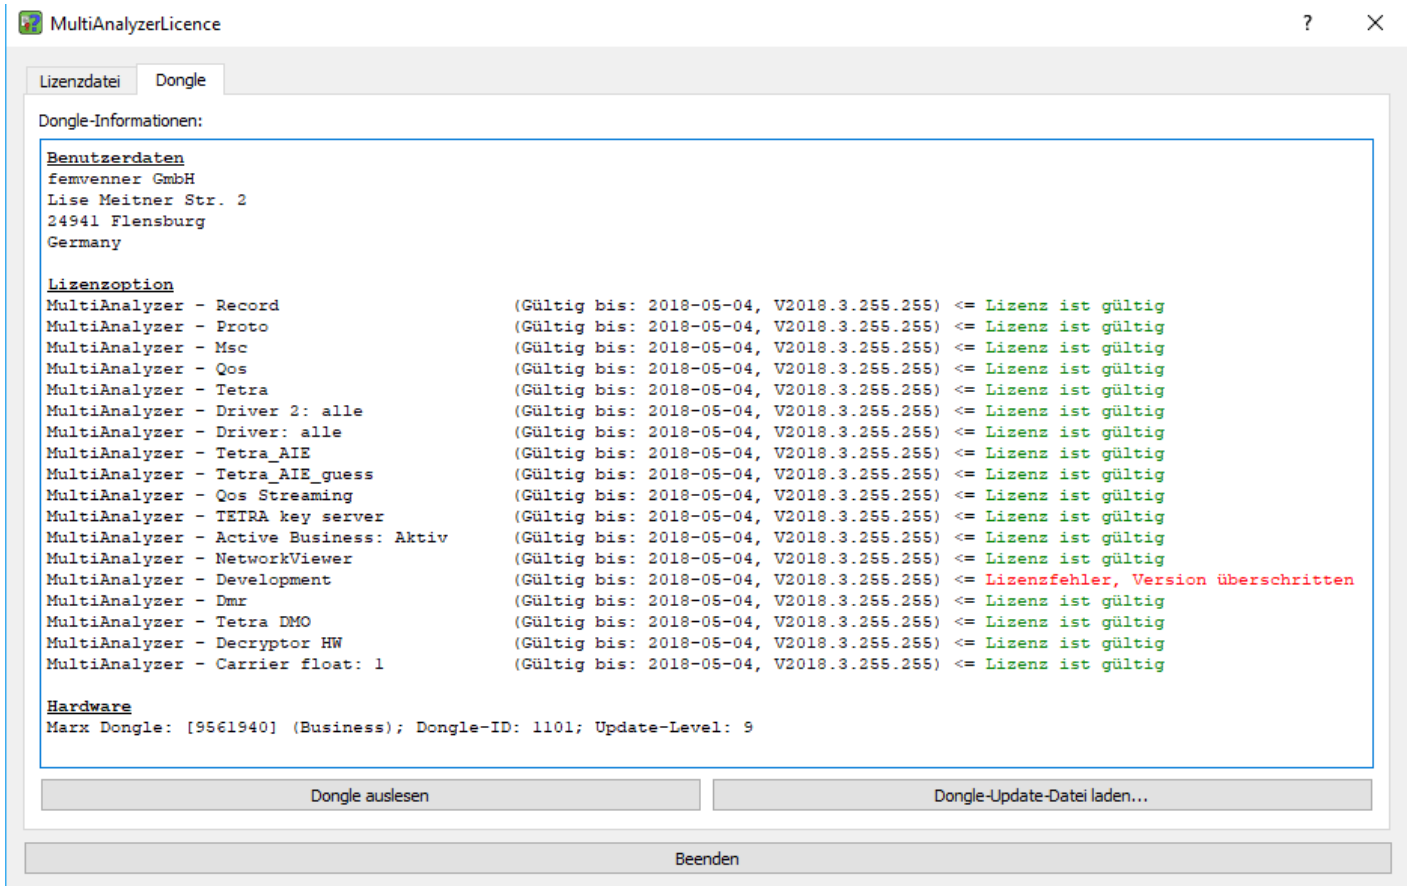 MultiAnalyzerLicence
?
Lizenzdatei Dongle
Dongle-Informationen:
Benutzerdaten
femvenner GmbH
Lise Meitner Str. 2
24941 Flensburg
Germany
Lizenzoption
MultiAnalyzer - Record (Gültig bis: 2018-05-04, V2018.3.255.255) <= Lizenz ist gültig
MultiAnalyzer - Proto (Gültig bis: 2018-05-04, V2018.3.255.255) <= Lizenz ist gültig
MultiAnalyzer - Msc (Gültig bis: 2018-05-04, V2018.3.255.255) <= Lizenz ist gültig
MultiAnalyzer - Qos (Gültig bis: 2018-05-04, V2018.3.255.255) <= Lizenz ist gültig
MultiAnalyzer - Tetra (Gültig bis: 2018-05-04, V2018.3.255.255) <= Lizenz ist gültig
MultiAnalyzer - Driver 2: alle (Gültig bis: 2018-05-04, V2018.3.255.255) <= Lizenz ist gültig
MultiAnalyzer - Driver: alle (Gültig bis: 2018-05-04, V2018.3.255.255) <= Lizenz ist gültig
MultiAnalyzer - Tetra_AIE (Gültig bis: 2018-05-04, V2018.3.255.255) <= Lizenz ist gültig
MultiAnalyzer - Tetra_AIE_guess (Gültig bis: 2018-05-04, V2018.3.255.255) <= Lizenz ist gültig
MultiAnalyzer - Qos Streaming (Gültig bis: 2018-05-04, V2018.3.255.255) <= Lizenz ist gültig
MultiAnalyzer - TETRA key server (Gültig bis: 2018-05-04, V2018.3.255.255) <= Lizenz ist gültig
MultiAnalyzer - Active Business: Aktiv (Gültig bis: 2018-05-04, V2018.3.255.255) <= Lizenz ist gültig
MultiAnalyzer - NetworkViewer (Gültig bis: 2018-05-04, V2018.3.255.255) <= Lizenz ist gültig
MultiAnalyzer - Development (Gültig bis: 2018-05-04, V2018.3.255.255) <= Lizenzfehler, Version überschritten
MultiAnalyzer - Dmr (Gültig bis: 2018-05-04, V2018.3.255.255) <= Lizenz ist gültig
MultiAnalyzer - Tetra DMO (Gültig bis: 2018-05-04, V2018.3.255.255) <= Lizenz ist gültig
MultiAnalyzer - Decryptor HW (Gültig bis: 2018-05-04, V2018.3.255.255) <= Lizenz ist gültig
MultiAnalyzer - Carrier float: 1 (Gültig bis: 2018-05-04, V2018.3.255.255) <= Lizenz ist gültig
Hardware
Marx Dongle: [9561940] (Business); Dongle-ID: 1101; Update-Level: 9
Dongle auslesen Dongle-Update-Datei laden...
Beenden